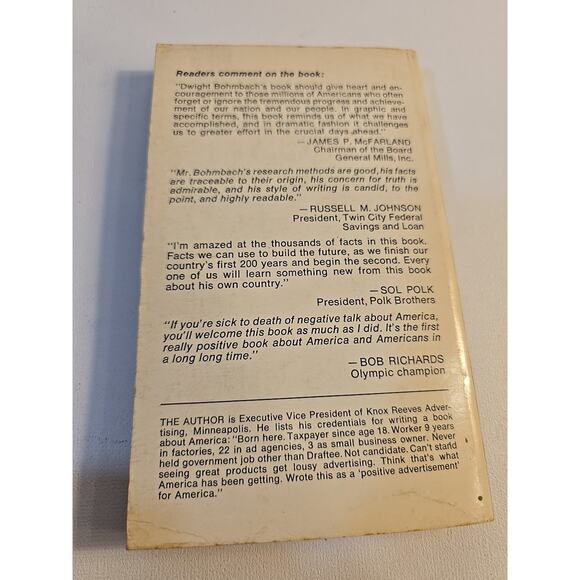 Readers comment on the book:
"Dwight Bohmbach's book should give heart and en-
couragement to those millions of Americans who often
forget or ignore the tremendous progress and achieve-
ment of our nation and our people. In graphic and
specific terms, this book reminds us of what we have
accomplished, and in dramatic fashion it challenges
us to greater effort in the crucial days ahead."
— JAMES P. McFARLAND
Chairman of the Board
General Mills, Inc.
"Mr. Bohmbach's research methods are good, his facts
are traceable to their origin, his concern for truth is
admirable, and his style of writing is candid, to the
point, and highly readable."
— RUSSELL M. JOHNSON
President, Twin City Federal
Savings and Loan
"I'm amazed at the thousands of facts in this book.
Facts we can use to build the future, as we finish our
country's first 200 years and begin the second. Every
one of us will learn something new from this book
about his own country."
— SOL POLK
President, Polk Brothers
"If you're sick to death of negative talk about America,
you'll welcome this book as much as I did. It's the first
really positive book about America and Americans in
a long long time."
— BOB RICHARDS
Olympic champion
THE AUTHOR is Executive Vice President of Knox Reeves Adver-
tising, Minneapolis. He lists his credentials for writing a book
about America: "Born here. Taxpayer since age 18. Worker 9 years
in factories, 22 in ad agencies, 3 as small business owner. Never
held government job other than Draftee. Not candidate. Can't stand
seeing great products get lousy advertising. Think that's what
America has been getting. Wrote this as a 'positive advertisement'
for America."